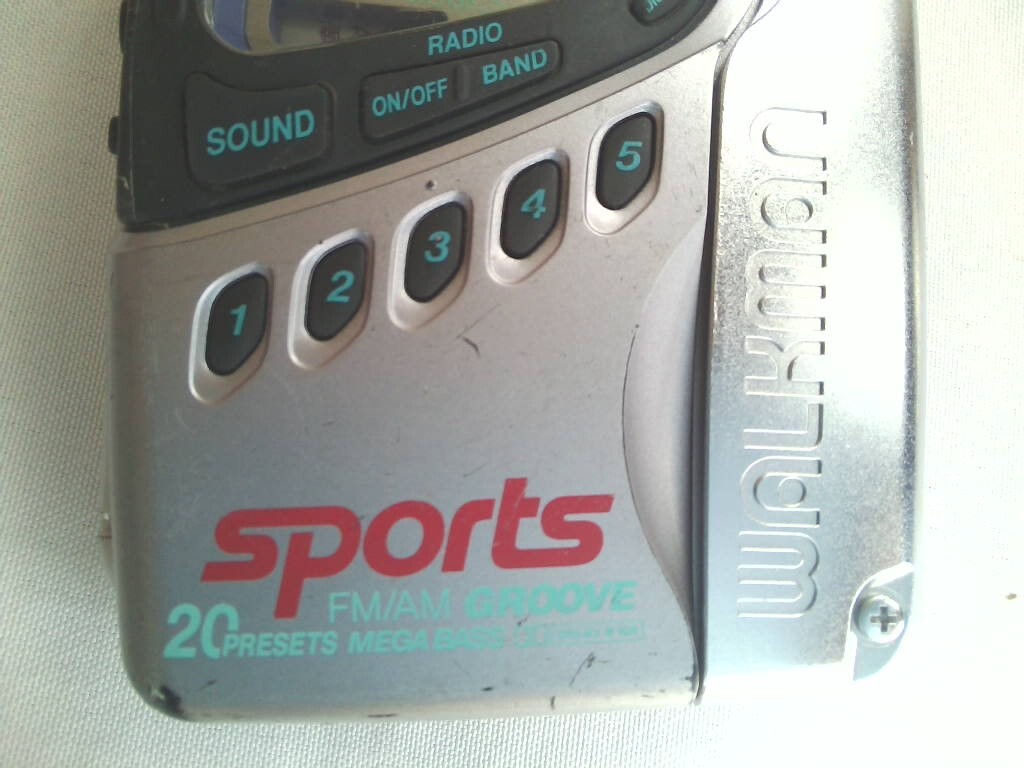 RADIO
ON/OFF BAND
SOUND
1 2 3 4 5
sports
FM/AM GROOVE
20 PRESETS MEGA BASS
WALKMAN